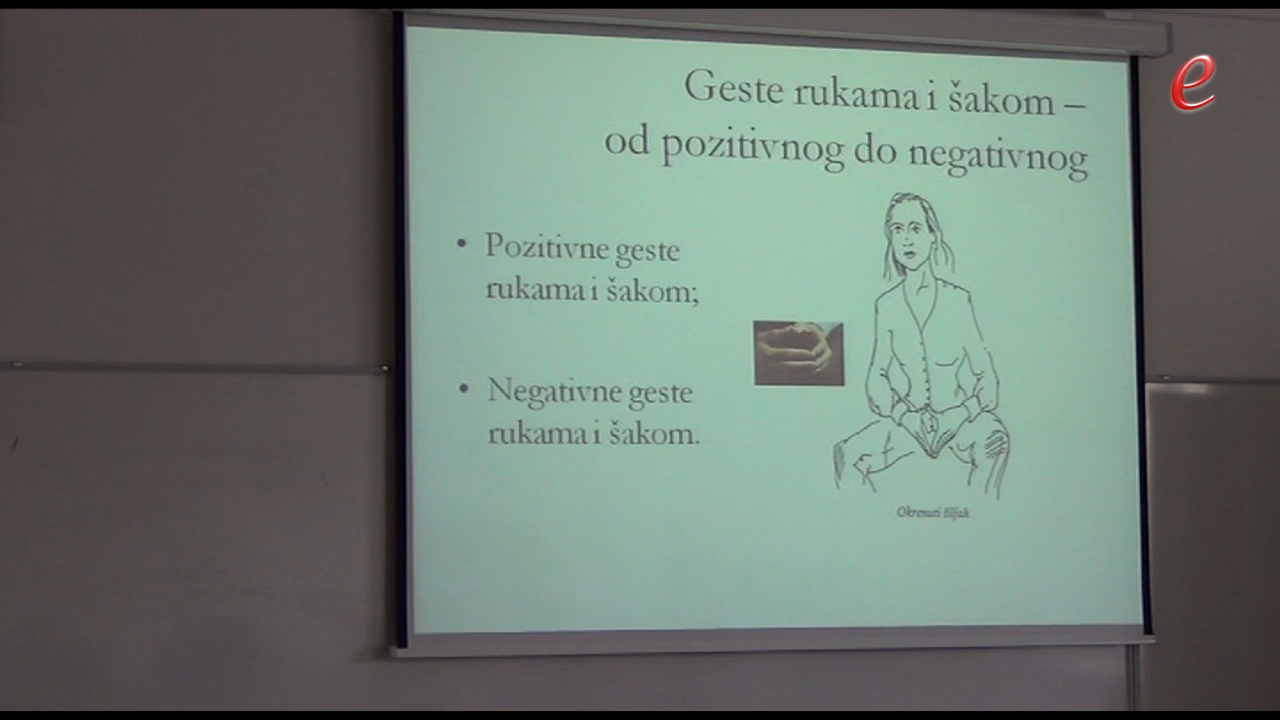 e
Geste rukama i šakom –
od pozitivnog do negativnog
• Pozitivne geste
rukama i šakom;
• Negativne geste
rukama i šakom.
Okrenuti šiljak